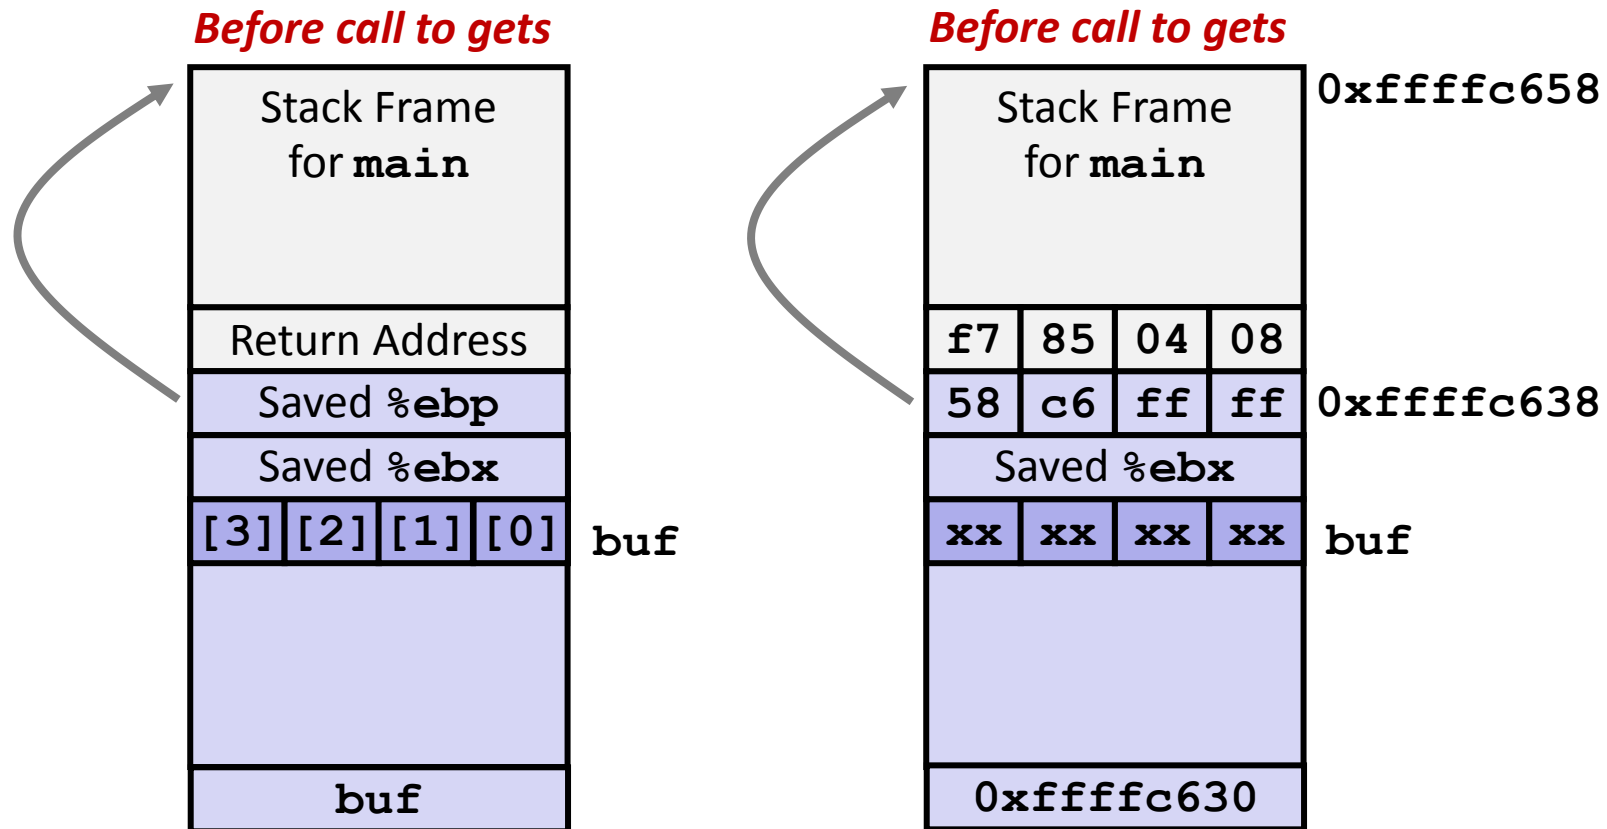 Before call to gets
Stack Frame
for main
Return Address
Saved %ebp
Saved %ebx
[3] [2] [1] [0] buf
buf
Before call to gets
Stack Frame 0xffffc658
for main
f7 85 04 08
58 c6 ff ff 0xffffc638
Saved %ebx
xx xx xx xx buf
0xffffc630